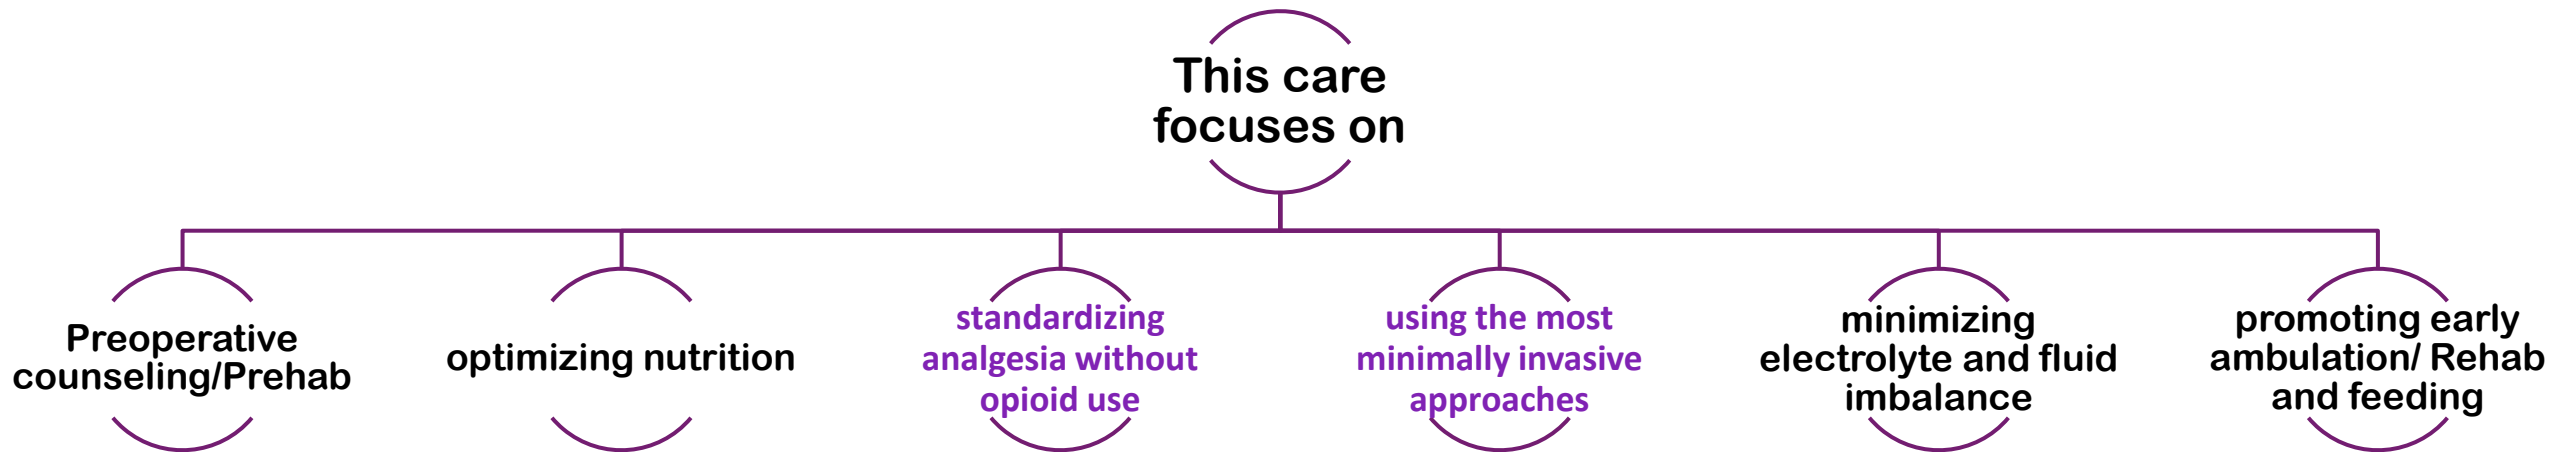 This care
focuses on
Preoperative
counseling/Prehab
optimizing nutrition
standardizing
analgesia without
opioid use
using the most
minimally invasive
approaches
minimizing
electrolyte and fluid
imbalance
promoting early
ambulation/ Rehab
and feeding